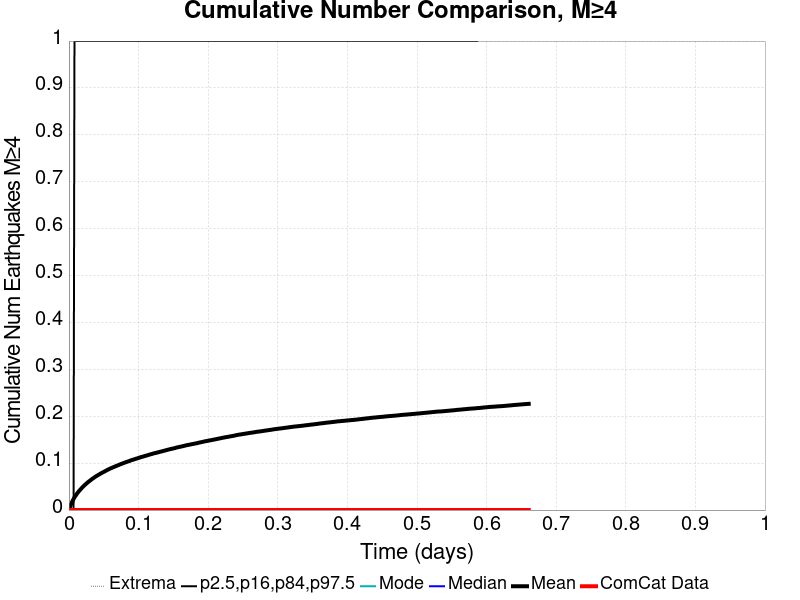 Cumulative Number Comparison, M≥4
Cumulative Num Earthquakes M≥4
1
0.9
0.8
0.7
0.6
0.5
0.4
0.3
0.2
0.1
0
0 0.1 0.2 0.3 0.4 0.5 0.6 0.7 0.8 0.9 1
Time (days)
Extrema p2.5,p16,p84,p97.5 Mode Median Mean ComCat Data